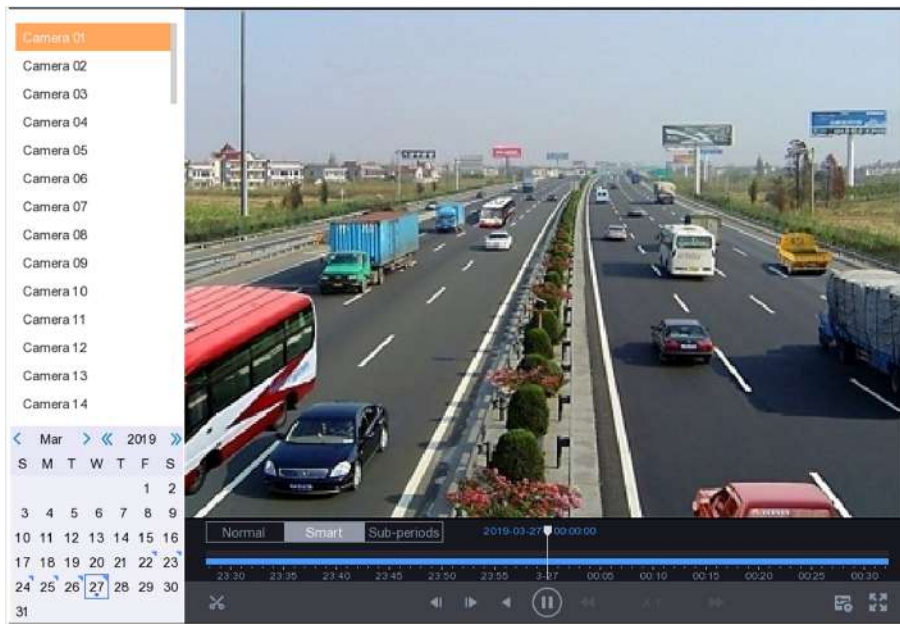 Camera 01
Camera 02
Camera 03
Camera 04
Camera 05
Camera 06
Camera 07
Camera 08
Camera 09
Camera 10
Camera 11
Camera 12
Camera 13
Camera 14
Mar 2019
S M T W T F S
1 2
3 4 5 6 7 8 9
10 11 12 13 14 15 16
17 18 19 20 21 22 23
24 25 26 27 28 29 30
31
Normal Smart Sub-periods 2019-03-27 00:00:00
23:30 23:35 23:40 23:45 23:50 23:55 3-27 00:05 00:10 00:15 00:20 00:25 00:30